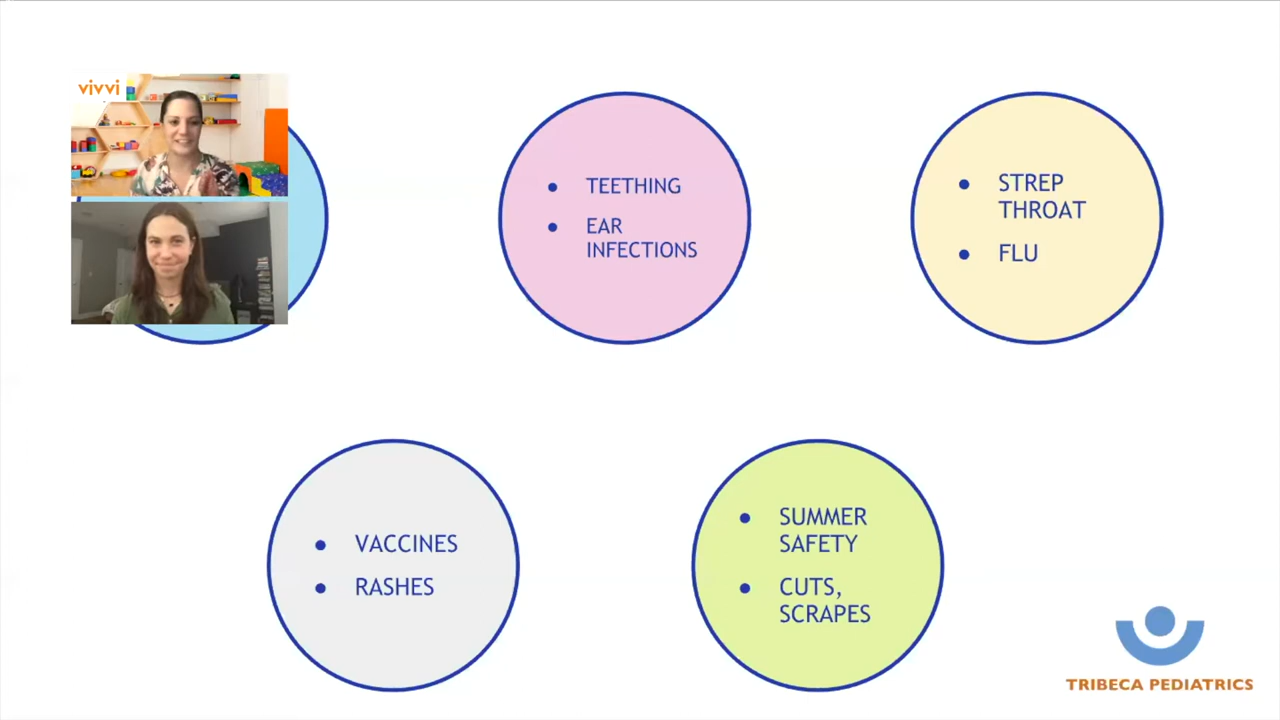 vivvi
• TEETHING
• EAR
INFECTIONS
• STREP
THROAT
• FLU
• VACCINES
• RASHES
• SUMMER
SAFETY
• CUTS,
SCRAPES
TRIBECA PEDIATRICS